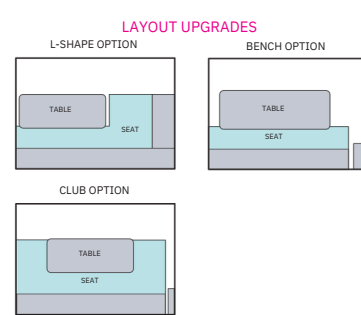 LAYOUT UPGRADES
L-SHAPE OPTION
TABLE
SEAT
BENCH OPTION
TABLE
SEAT
CLUB OPTION
TABLE
SEAT